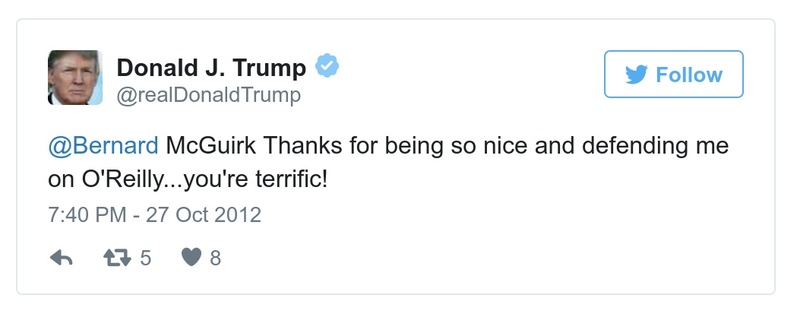 Donald J. Trump
@realDonaldTrump
Follow
@Bernard McGuirk Thanks for being so nice and defending me
on O'Reilly...you're terrific!
7:40 PM - 27 Oct 2012
5 8